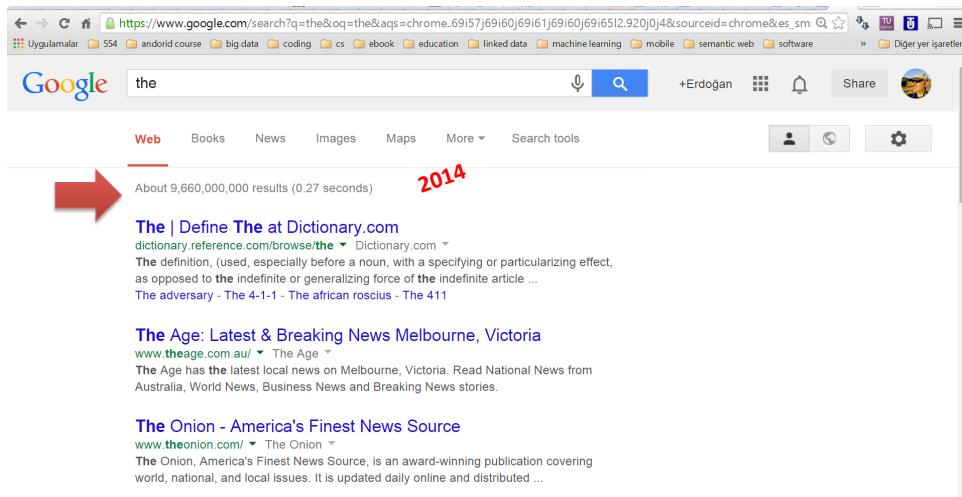 https://www.google.com/search?q=the&oq=the&aqs=chrome..69i57j69i60j69i61j69i60j69i65l2.920j0j4&sourceid=chrome&es_sm
Uygulamalar 554 andorid course big data coding cs ebook education linked data machine learning mobile semantic web software » Diğer yer işaretler
Google the +Erdoğan Share
Web Books News Images Maps More Search tools
2014
About 9,660,000,000 results (0.27 seconds)
The | Define The at Dictionary.com
dictionary.reference.com/browse/the Dictionary.com
The definition, (used, especially before a noun, with a specifying or particularizing effect,
as opposed to the indefinite or generalizing force of the indefinite article ...
The adversary - The 4-1-1 - The african roscius - The 411
The Age: Latest & Breaking News Melbourne, Victoria
www.theage.com.au/ The Age
The Age has the latest local news on Melbourne, Victoria. Read National News from
Australia, World News, Business News and Breaking News stories.
The Onion - America's Finest News Source
www.theonion.com/ The Onion
The Onion, America's Finest News Source, is an award-winning publication covering
world, national, and local issues. It is updated daily online and distributed ...